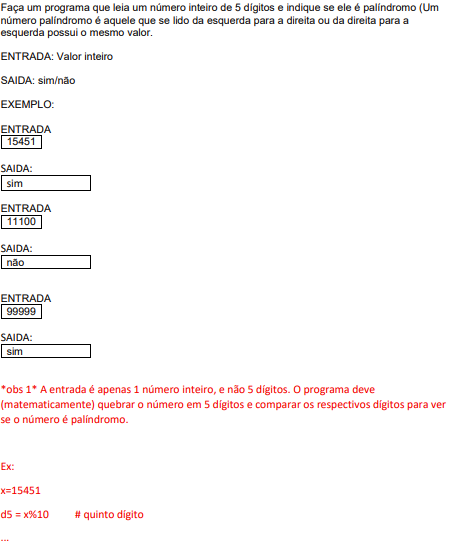 Faça um programa que leia um número inteiro de 5 dígitos e indique se ele é palíndromo (Um
número palíndromo é aquele que se lido da esquerda para a direita ou da direita para a
esquerda possui o mesmo valor.
ENTRADA: Valor inteiro
SAIDA: sim/não
EXEMPLO:
ENTRADA
15451
SAIDA:
sim
ENTRADA
11100
SAIDA:
não
ENTRADA
99999
SAIDA:
sim
*obs 1* A entrada é apenas 1 número inteiro, e não 5 dígitos. O programa deve
(matematicamente) quebrar o número em 5 dígitos e comparar os respectivos dígitos para ver
se o número é palíndromo.
Ex:
x=15451
d5 = x%10 # quinto dígito
...